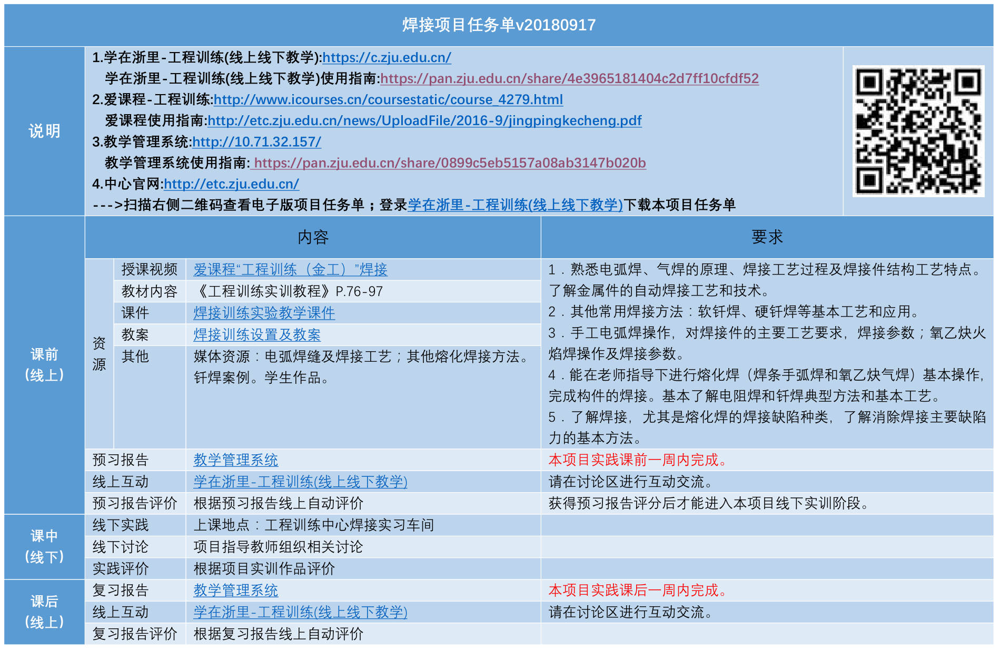 焊接项目任务单v20180917
说明
1.学在浙里-工程训练(线上线下教学):https://c.zju.edu.cn/
学在浙里-工程训练(线上线下教学)使用指南:https://pan.zju.edu.cn/share/4e3965181404c2d7ff10cfdf52
2.爱课程-工程训练:http://www.icourses.cn/coursestatic/course_4279.html
爱课程使用指南:http://etc.zju.edu.cn/news/UploadFile/2016-9/jingpingkecheng.pdf
3.教学管理系统:http://10.71.32.157/
教学管理系统使用指南: https://pan.zju.edu.cn/share/0899c5eb5157a08ab3147b020b
4.中心官网:http://etc.zju.edu.cn/
--->扫描右侧二维码查看电子版项目任务单；登录学在浙里-工程训练(线上线下教学)下载本项目任务单
课前
(线上)
内容
要求
资
源
授课视频
爱课程“工程训练（金工）”焊接
教材内容
《工程训练实训教程》P.76-97
课件
焊接训练实验教学课件
教案
焊接训练设置及教案
其他
媒体资源：电弧焊缝及焊接工艺；其他熔化焊接方法。
钎焊案例。学生作品。
1．熟悉电弧焊、气焊的原理、焊接工艺过程及焊接件结构工艺特点。
了解金属件的自动焊接工艺和技术。
2．其他常用焊接方法：软钎焊、硬钎焊等基本工艺和应用。
3．手工电弧焊操作，对焊接件的主要工艺要求，焊接参数；氧乙炔火
焰焊操作及焊接参数。
4．能在老师指导下进行熔化焊（焊条手弧焊和氧乙炔气焊）基本操作，
完成构件的焊接。基本了解电阻焊和钎焊典型方法和基本工艺。
5．了解焊接，尤其是熔化焊的焊接缺陷种类，了解消除焊接主要缺陷
力的基本方法。
预习报告
教学管理系统
本项目实践课前一周内完成。
线上互动
学在浙里-工程训练(线上线下教学)
请在讨论区进行互动交流。
预习报告评价
根据预习报告线上自动评价
获得预习报告评分后才能进入本项目线下实训阶段。
课中
(线下)
线下实践
上课地点：工程训练中心焊接实习车间
线下讨论
项目指导教师组织相关讨论
实践评价
根据项目实训作品评价
课后
(线上)
复习报告
教学管理系统
本项目实践课后一周内完成。
线上互动
学在浙里-工程训练(线上线下教学)
请在讨论区进行互动交流。
复习报告评价
根据复习报告线上自动评价